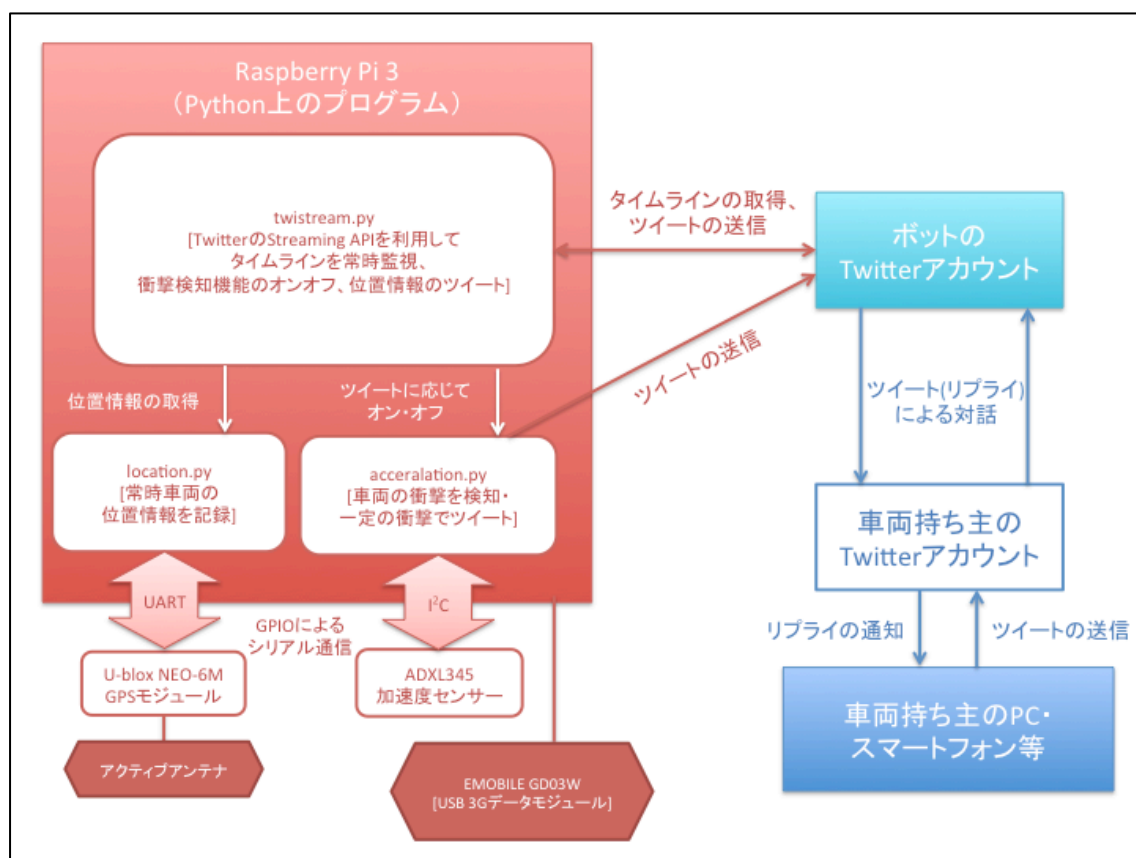 Raspberry Pi 3
(Python上のプログラム)
twistream.py
[TwitterのStreaming APIを利用して
タイムラインを常時監視、
衝撃検知機能のオンオフ、位置情報のツイート]
タイムラインの取得、
ツイートの送信
ボットの
Twitterアカウント
ツイートの送信
位置情報の取得
ツイートに応じて
オン・オフ
ツイート(リプライ)
による対話
location.py
[常時車両の
位置情報を記録]
acceralation.py
[車両の衝撃を検知・
一定の衝撃でツイート]
車両持ち主の
Twitterアカウント
UART
I²C
GPIOによる
シリアル通信
リプライの通知
ツイートの送信
U-blox NEO-6M
GPSモジュール
ADXL345
加速度センサー
車両持ち主のPC・
スマートフォン等
アクティブアンテナ
EMOBILE GD03W
[USB 3Gデータモジュール]